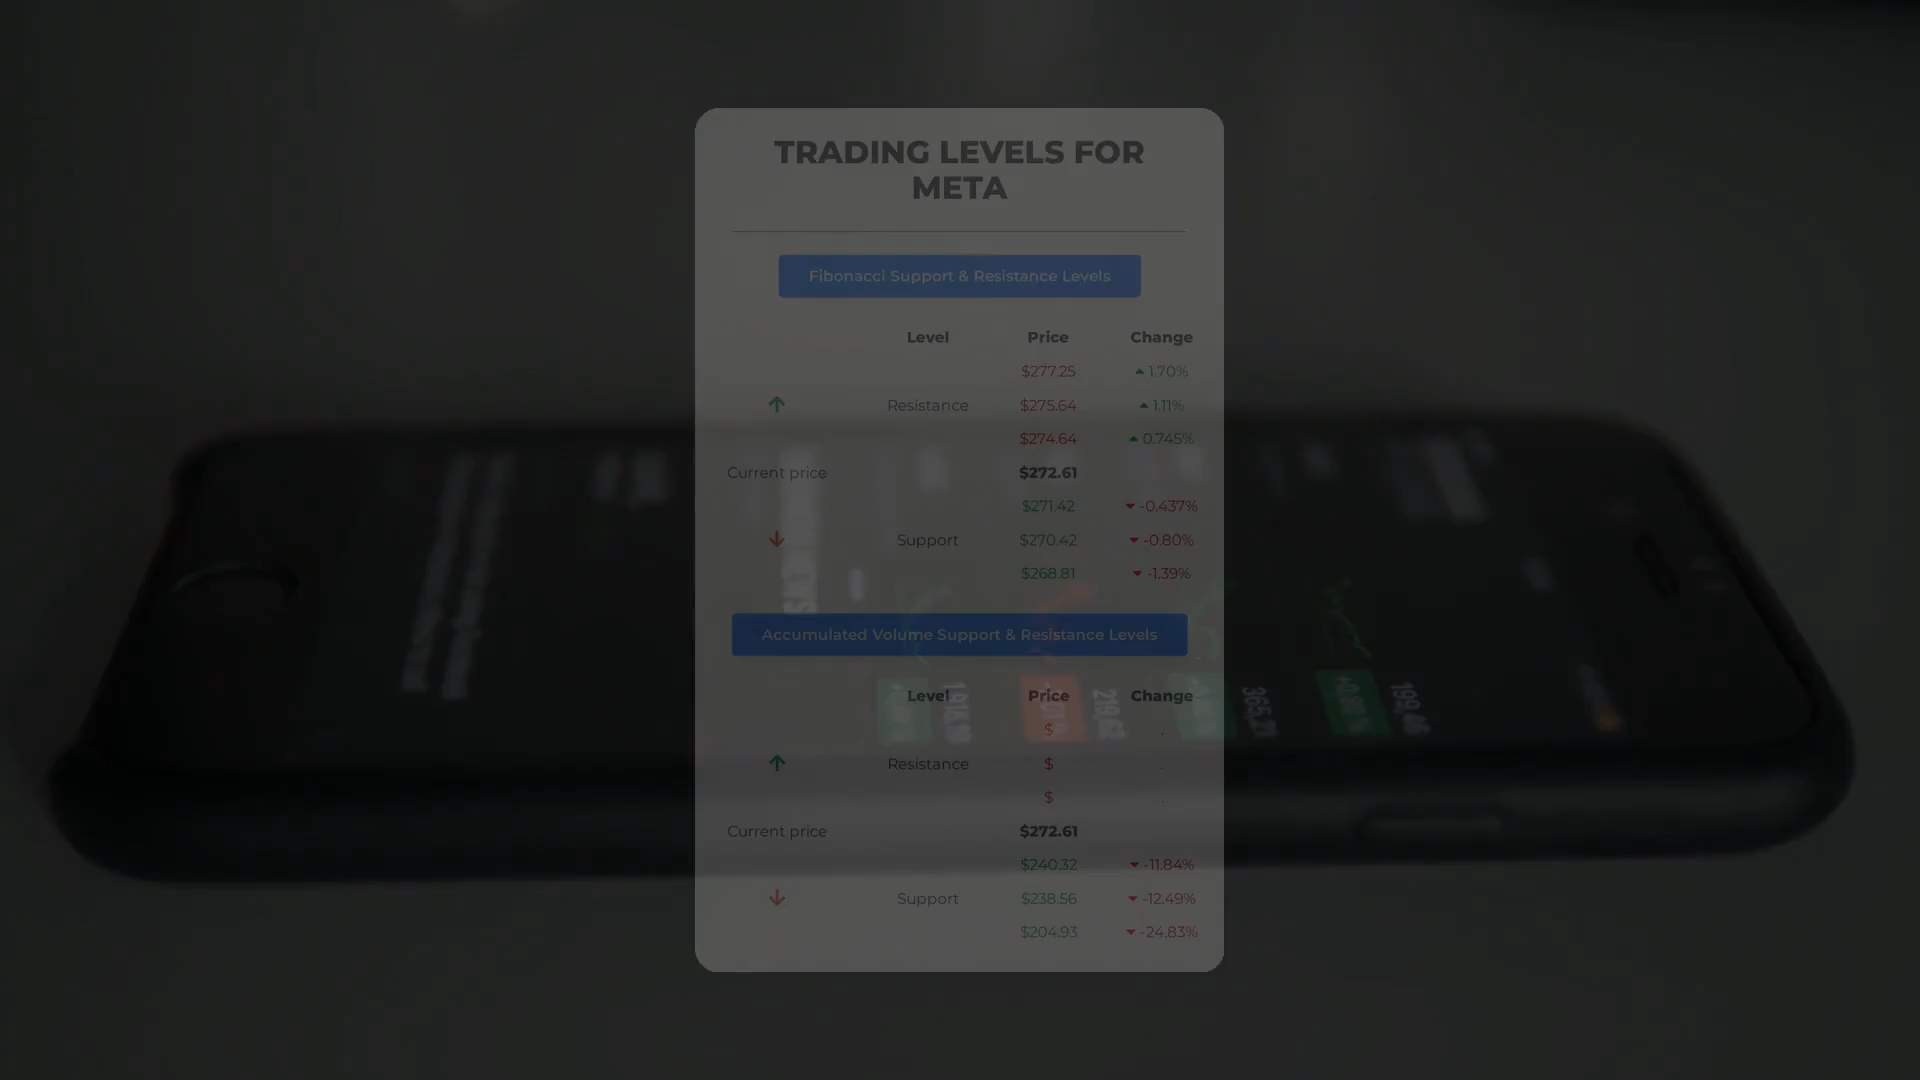 TRADING LEVELS FOR
META
Fibonacci Support & Resistance Levels
Level Price Change
$277.25 1.70%
Resistance $275.64 1.11%
$274.64 0.745%
Current price $272.61
$271.42 -0.437%
Support $270.42 -0.80%
$268.81 -1.39%
Accumulated Volume Support & Resistance Levels
Level Price Change
$ .
Resistance $ .
$ .
Current price $272.61
$240.32 -11.84%
Support $238.56 -12.49%
$204.93 -24.83%